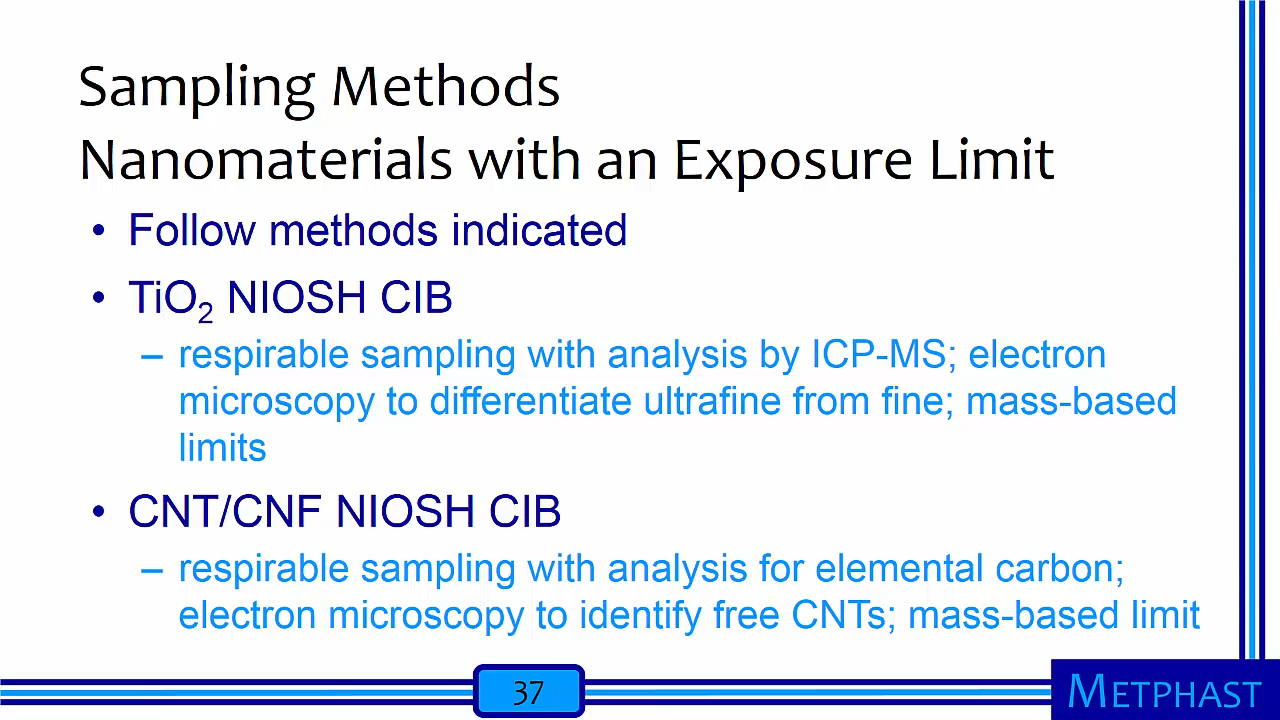 Sampling Methods
Nanomaterials with an Exposure Limit
• Follow methods indicated
• TiO₂ NIOSH CIB
– respirable sampling with analysis by ICP-MS; electron
microscopy to differentiate ultrafine from fine; mass-based
limits
• CNT/CNF NIOSH CIB
– respirable sampling with analysis for elemental carbon;
electron microscopy to identify free CNTs; mass-based limit
37
METPHAST